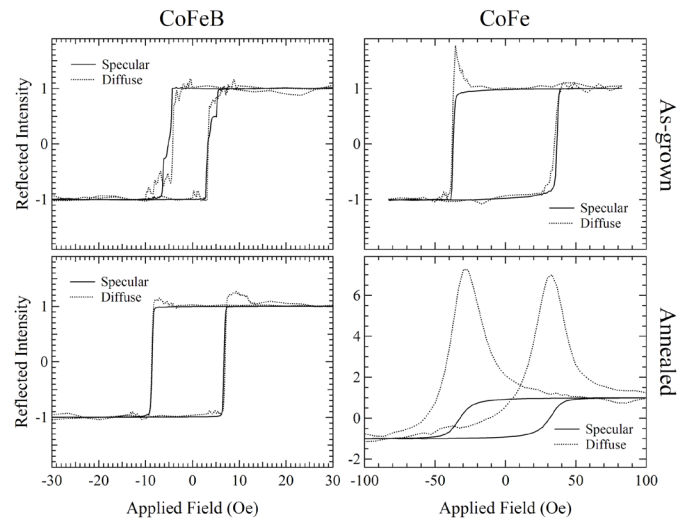 CoFeB
CoFe
Specular
Diffuse
1
0
-1
Reflected Intensity
Specular
Diffuse
1
0
-1
As-grown
Specular
Diffuse
1
0
-1
Reflected Intensity
-30
-20
-10
0
10
20
30
Applied Field (Oe)
Specular
Diffuse
6
4
2
0
-2
-100
-50
0
50
100
Applied Field (Oe)
Annealed